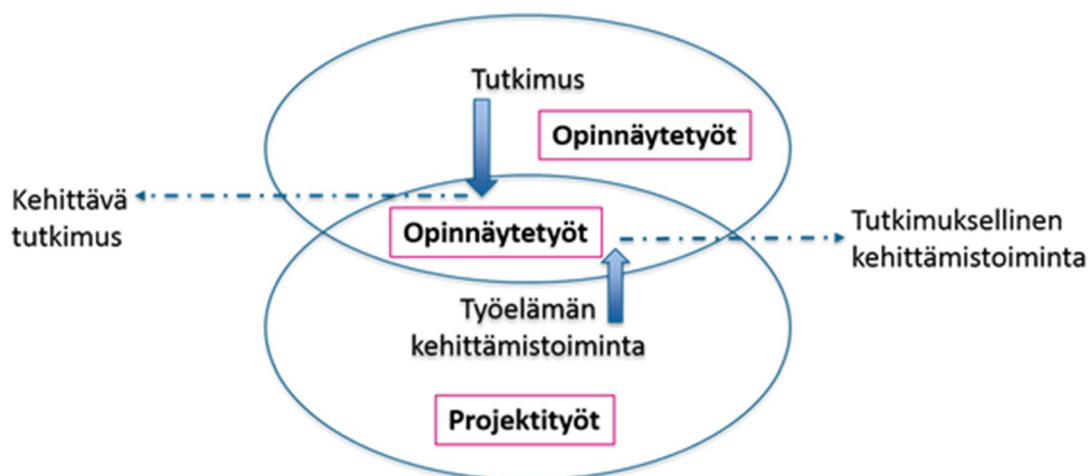 Tutkimus
Opinnäytetyöt
Kehittävä
tutkimus
Opinnäytetyöt
Tutkimuksellinen
kehittämistoiminta
Työelämän
kehittämistoiminta
Projektityöt